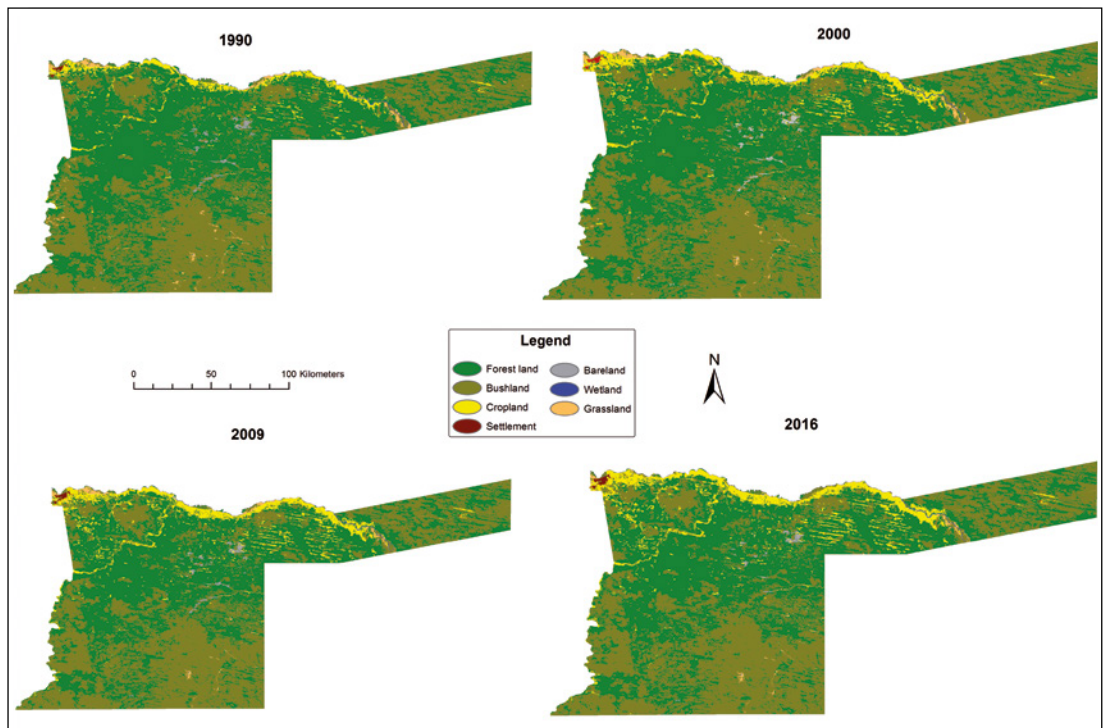 1990
2000
Legend
Forest land
Bareland
Bushland
Wetland
Cropland
Grassland
Settlement
0 50 100 Kilometers
N
2009
2016